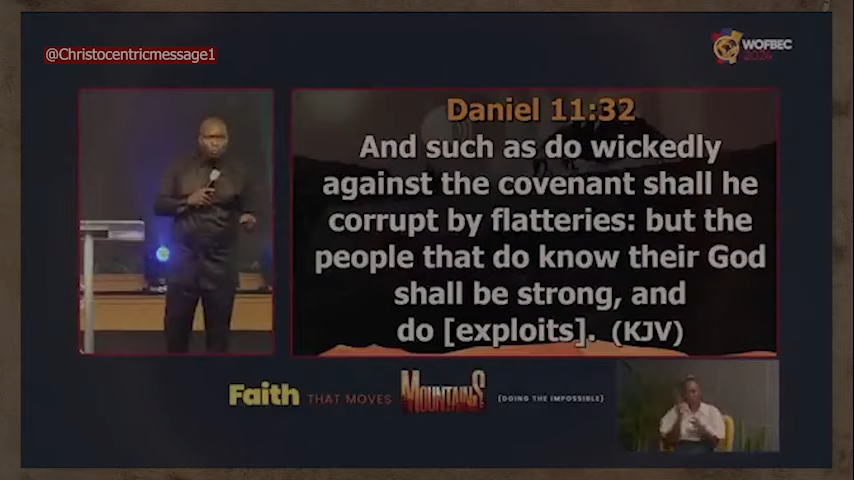 @Christocentricmessage1
WOFBEC
2024
Daniel 11:32
And such as do wickedly
against the covenant shall he
corrupt by flatteries: but the
people that do know their God
shall be strong, and
do [exploits]. (KJV)
Faith THAT MOVES MOUNTAINS (DOING THE IMPOSSIBLE)